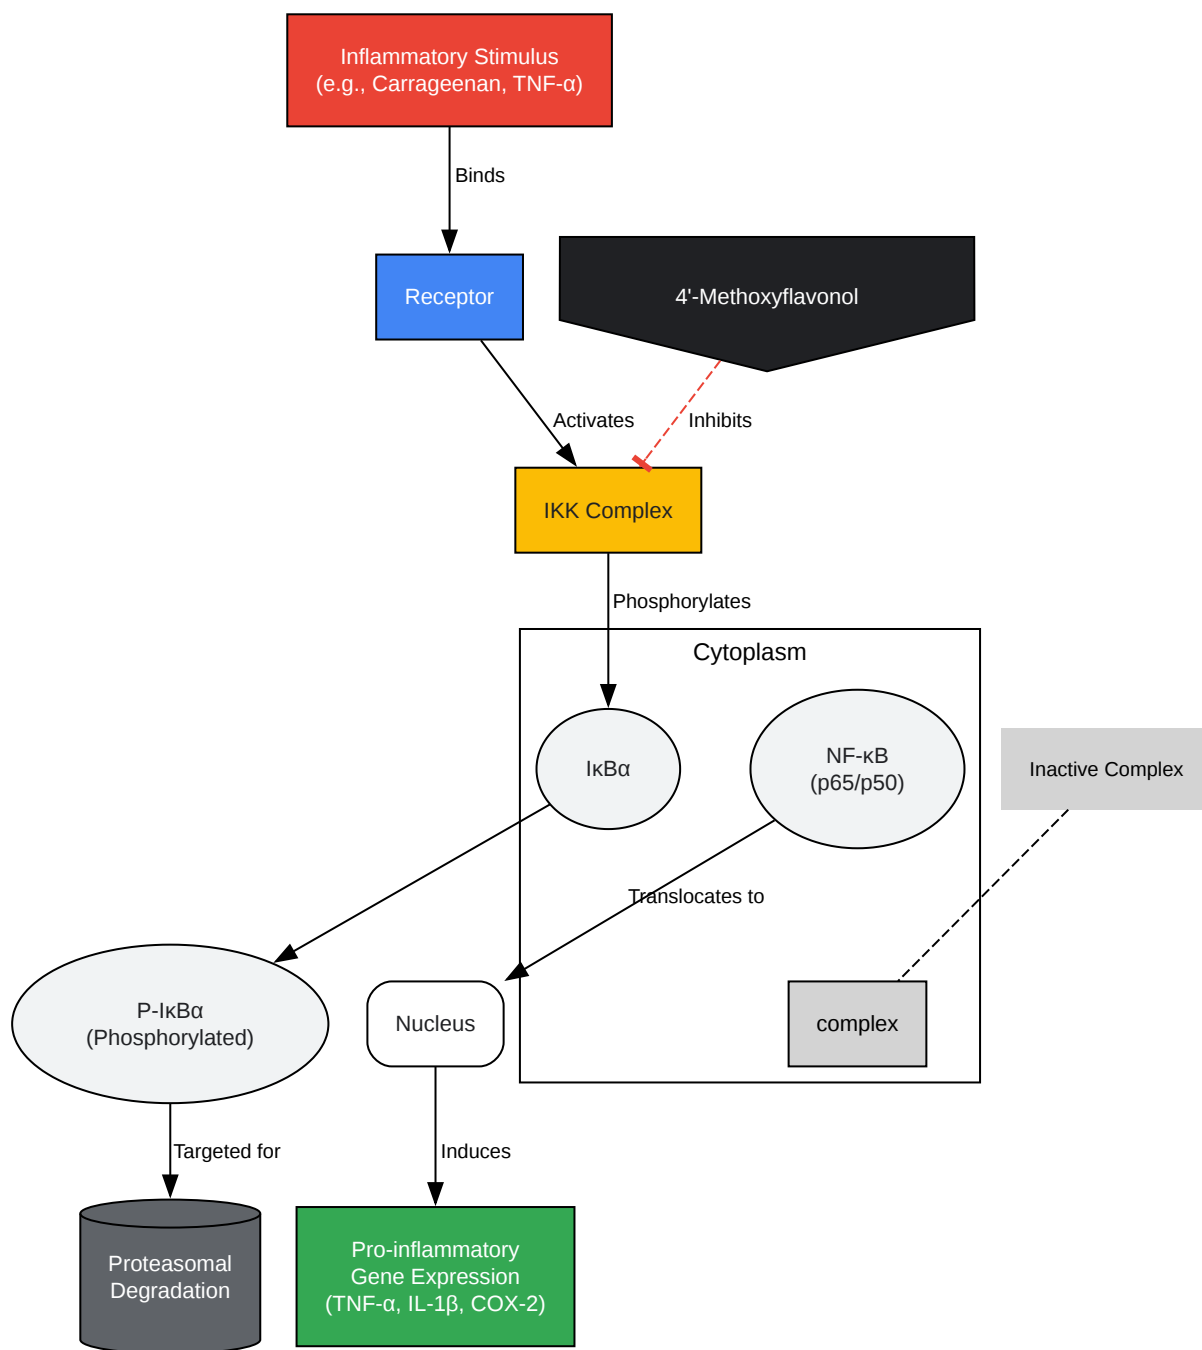 Inflammatory Stimulus
(e.g., Carrageenan, TNF-α)
Binds
Receptor
4'-Methoxyflavonol
Activates
Inhibits
IKK Complex
Phosphorylates
Cytoplasm
IκBα
NF-κB
(p65/p50)
Inactive Complex
Translocates to
P-IκBα
(Phosphorylated)
Nucleus
complex
Targeted for
Induces
Proteasomal
Degradation
Pro-inflammatory
Gene Expression
(TNF-α, IL-1β, COX-2)